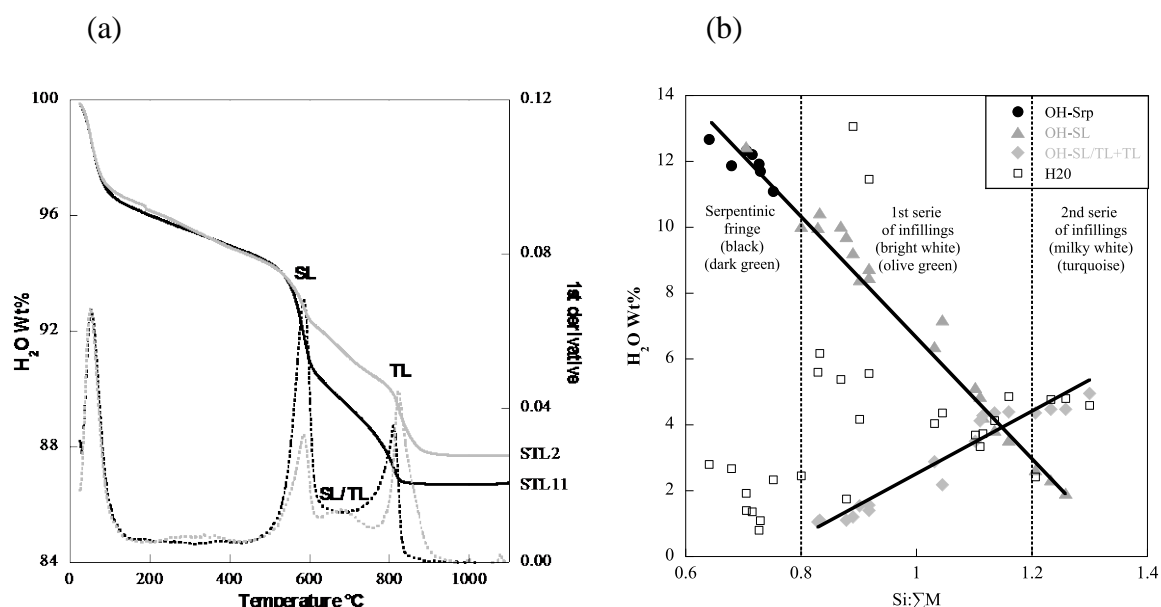 (a)
100
96
92
88
84
H2O Wt%
0.12
0.08
0.04
0.00
1st derivative
SL
TL
SL/TL
STL2
STL11
0
200
400
600
800
1000
Temperature °C
(b)
14
12
10
8
6
4
2
0
H2O Wt%
OH-Srp
OH-SL
OH-SL/TL+TL
H20
Serpentinic
fringe
(black)
(dark green)
1st serie
of infillings
(bright white)
(olive green)
2nd serie
of infillings
(milky white)
(turquoise)
0.6
0.8
1
1.2
1.4
Si:∑M